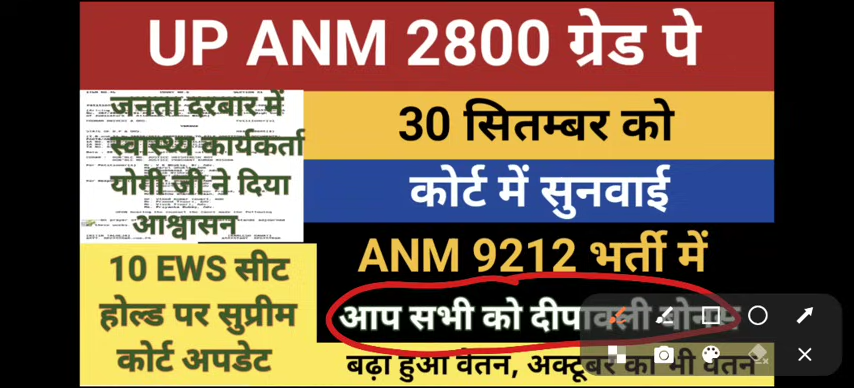 UP ANM 2800 ग्रेड पे
जनता दरबार में
स्वास्थ्य कार्यकर्ता
योगी जी ने दिया
आश्वासन
30 सितम्बर को
कोर्ट में सुनवाई
10 EWS सीट
होल्ड पर सुप्रीम
कोर्ट अपडेट
ANM 9212 भर्ती में
आप सभी को दीपावली बोनस
बढ़ा हुआ वेतन, अक्टूबर का भी वेतन